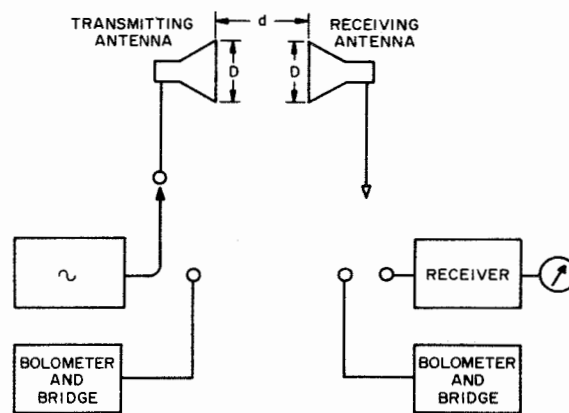 TRANSMITTING
ANTENNA
d
RECEIVING
ANTENNA
D
D
~
RECEIVER
BOLOMETER
AND
BRIDGE
BOLOMETER
AND
BRIDGE